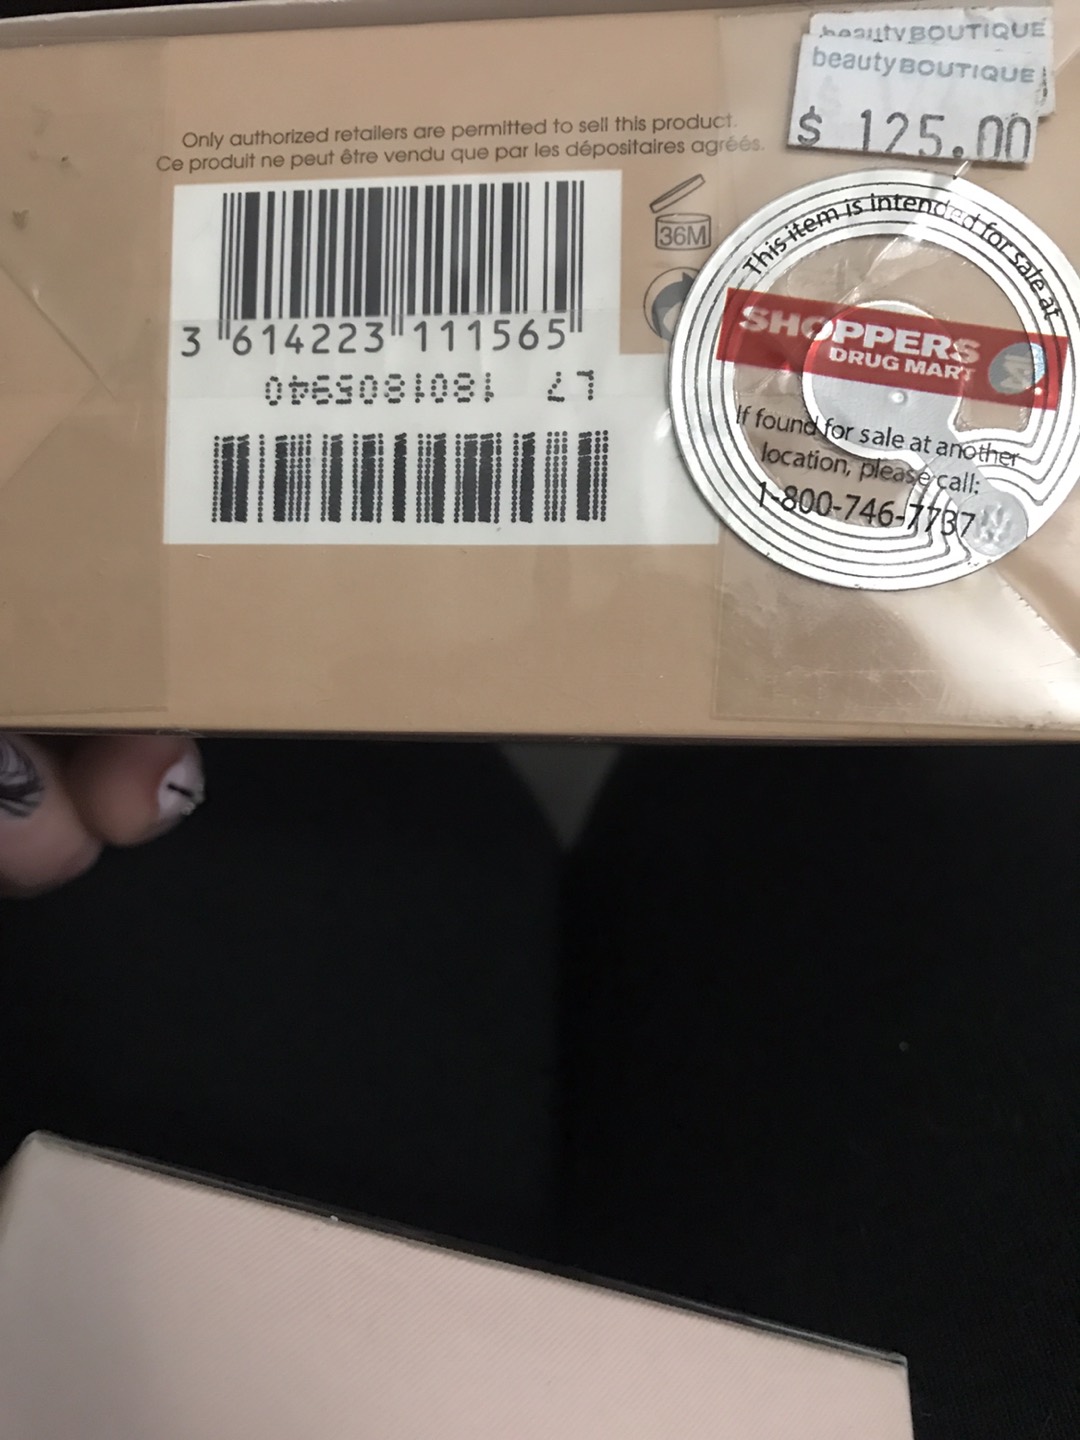 beautyBOUTIQUE
beautyBOUTIQUE
$ 125.00
Only authorized retailers are permitted to sell this product.
Ce produit ne peut être vendu que par les dépositaires agréés.
36M
3 614223 111565
L7 18018059940
This item is intended for sale at
SHOPPERS
DRUG MART
If found for sale at another
location, please call:
1-800-746-7737